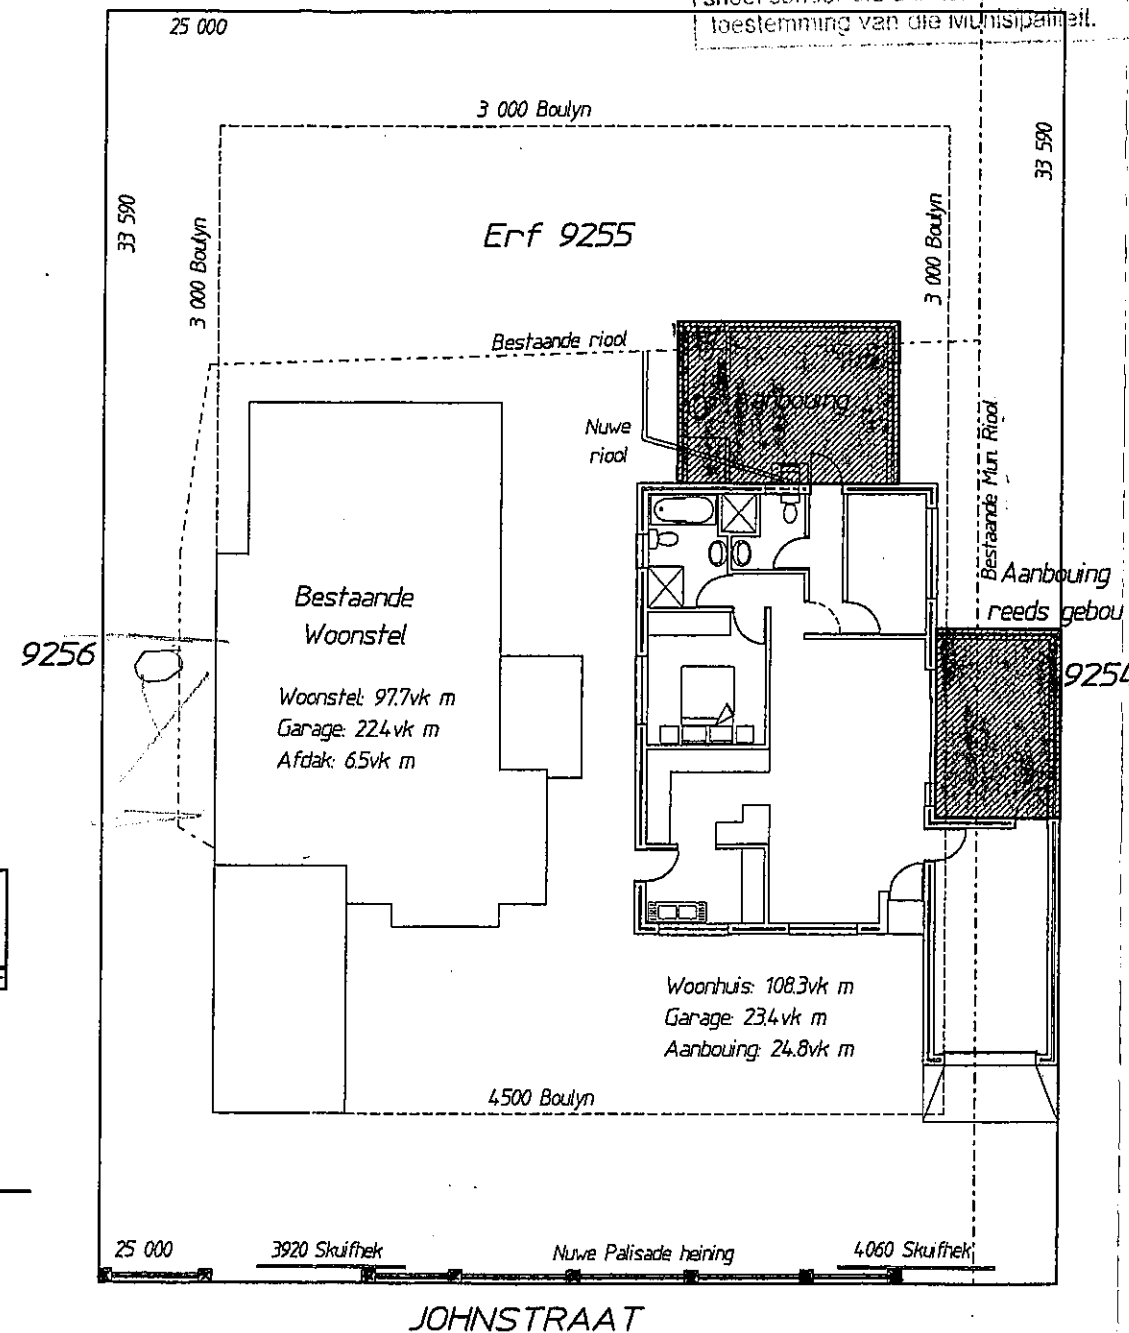 toestemming van die Munisipaliteit.
25 000
3 000 Boulyn
33 590
33 590
3 000 Boulyn
3 000 Boulyn
Erf 9255
Bestaande riool
Aanbouing
Nuwe
riool
Bestaande Mun. Riool
Aanbouing
reeds gebou
Bestaande
Woonstel
9256
9254
Woonstel: 97.7vk m
Garage: 22.4vk m
Afdak: 6.5vk m
Woonhuis: 108.3vk m
Garage: 23.4vk m
Aanbouing: 24.8vk m
4500 Boulyn
25 000
3920 Skuifhek
Nuwe Palisade heining
4060 Skuifhek
JOHNSTRAAT